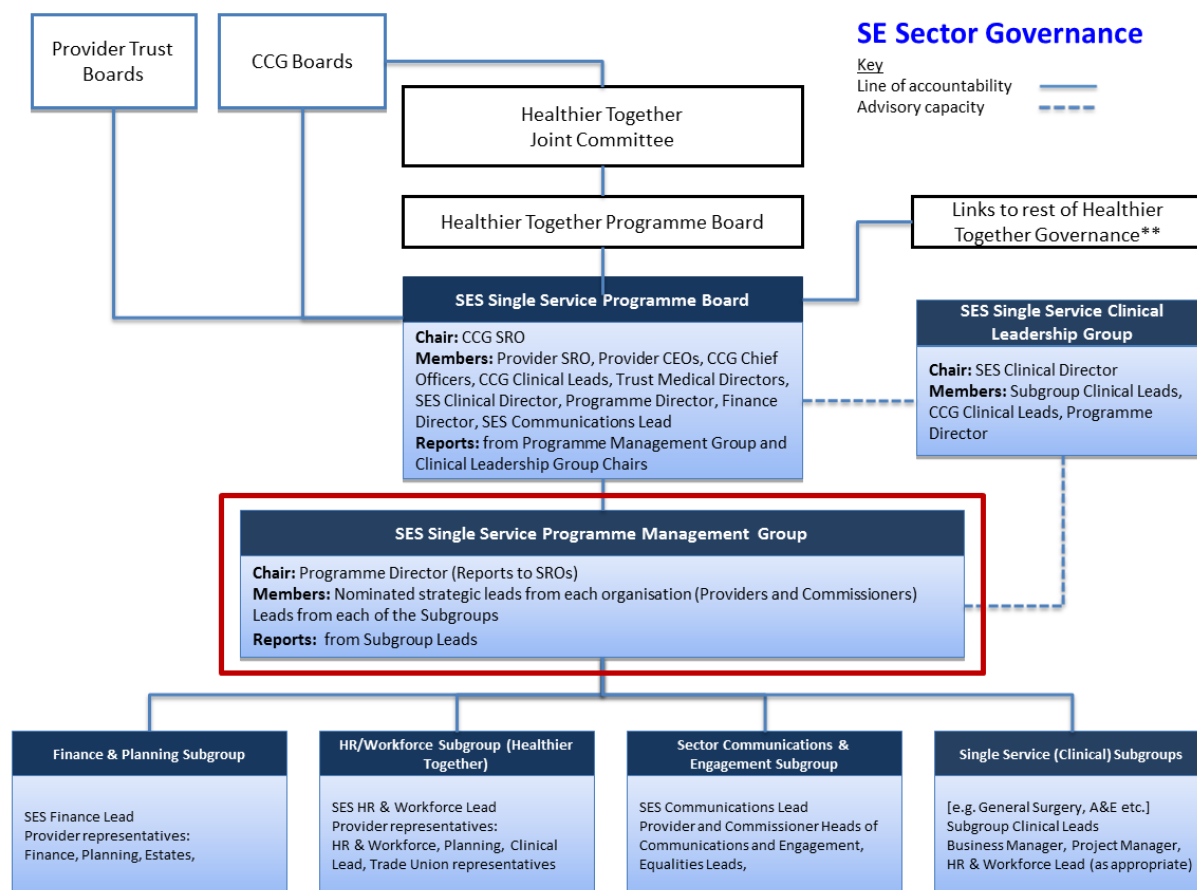 Provider Trust
Boards
CCG Boards
SE Sector Governance
Key
Line of accountability
Advisory capacity
Healthier Together
Joint Committee
Healthier Together Programme Board
Links to rest of Healthier
Together Governance**
SES Single Service Programme Board
Chair: CCG SRO
Members: Provider SRO, Provider CEOs, CCG Chief
Officers, CCG Clinical Leads, Trust Medical Directors,
SES Clinical Director, Programme Director, Finance
Director, SES Communications Lead
Reports: from Programme Management Group and
Clinical Leadership Group Chairs
SES Single Service Clinical
Leadership Group
Chair: SES Clinical Director
Members: Subgroup Clinical Leads,
CCG Clinical Leads, Programme
Director
SES Single Service Programme Management Group
Chair: Programme Director (Reports to SROs)
Members: Nominated strategic leads from each organisation (Providers and Commissioners)
Leads from each of the Subgroups
Reports: from Subgroup Leads
Finance & Planning Subgroup
SES Finance Lead
Provider representatives:
Finance, Planning, Estates,
HR/Workforce Subgroup (Healthier
Together)
SES HR & Workforce Lead
Provider representatives:
HR & Workforce, Planning, Clinical
Lead, Trade Union representatives
Sector Communications &
Engagement Subgroup
SES Communications Lead
Provider and Commissioner Heads of
Communications and Engagement,
Equalities Leads,
Single Service (Clinical) Subgroups
[e.g. General Surgery, A&E etc.]
Subgroup Clinical Leads
Business Manager, Project Manager,
HR & Workforce Lead (as appropriate)